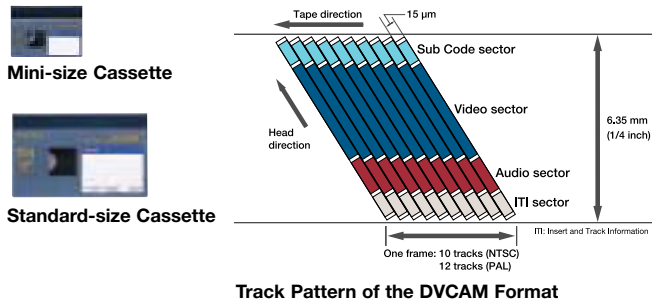 Mini-size Cassette
Standard-size Cassette
Tape direction
15 µm
Sub Code sector
Video sector
Head
direction
6.35 mm
(1/4 inch)
Audio sector
ITI sector
ITI: Insert and Track Information
One frame: 10 tracks (NTSC)
12 tracks (PAL)
Track Pattern of the DVCAM Format